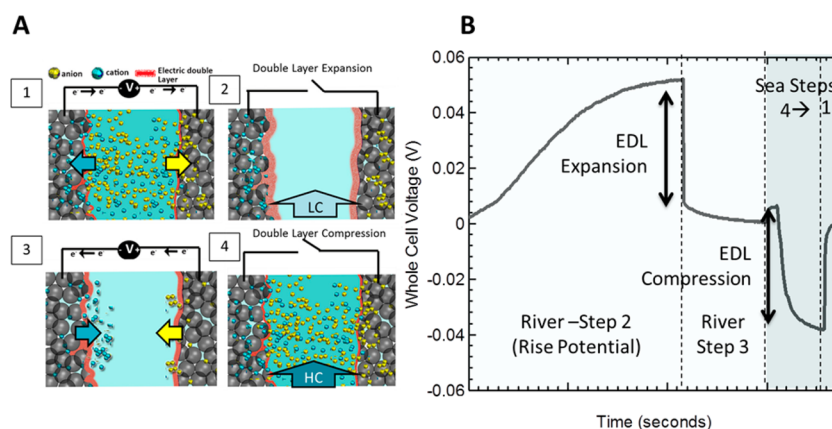 A
anion cation Electric double Layer
1
V
e⁻ e⁻
2
Double Layer Expansion
LC
3
V
e⁻ e⁻
4
Double Layer Compression
HC
B
Whole Cell Voltage (V)
0.06
0.04
0.02
0
-0.02
-0.04
-0.06
Sea Steps
4→ 1
EDL
Expansion
EDL
Compression
River –Step 2
(Rise Potential)
River
Step 3
Time (seconds)